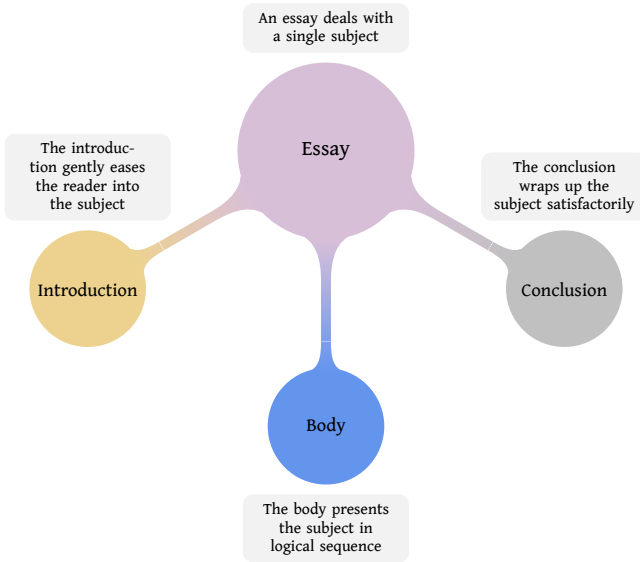 An essay deals with
a single subject
Essay
The introduc-
tion gently eases
the reader into
the subject
Introduction
The conclusion
wraps up the
subject satisfactorily
Conclusion
Body
The body presents
the subject in
logical sequence